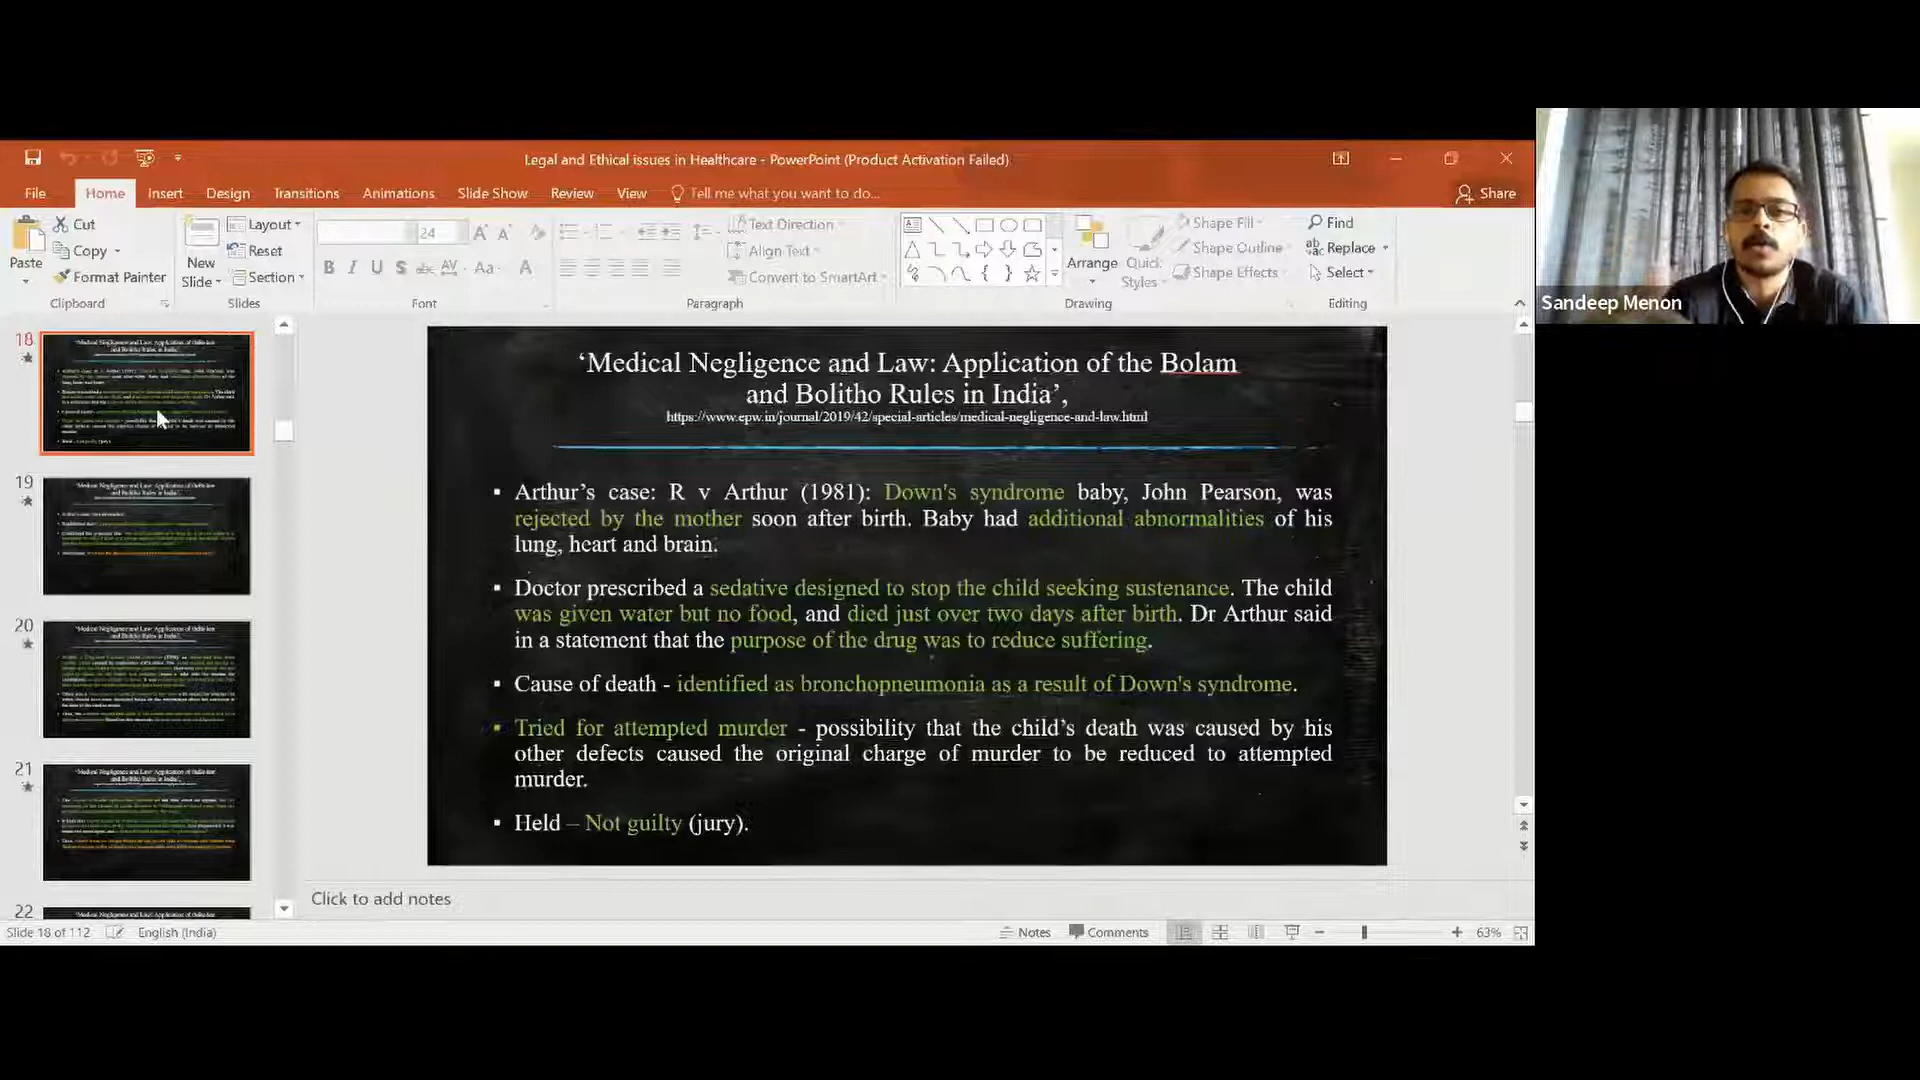 Legal and Ethical issues in Healthcare - PowerPoint (Product Activation Failed)
File Home Insert Design Transitions Animations Slide Show Review View Tell me what you want to do... Share
Paste
Cut
Copy
Format Painter
Clipboard
New
Slide
Layout
Reset
Section
Slides
24
B I U S abc AV Aa A
Font
Text Direction
Align Text
Convert to SmartArt
Paragraph
Arrange
Quick
Styles
Shape Fill
Shape Outline
Shape Effects
Drawing
Find
Replace
Select
Editing
Sandeep Menon
18
19
20
21
22
‘Medical Negligence and Law: Application of the Bolam
and Bolitho Rules in India’,
https://www.epw.in/journal/2019/42/special-articles/medical-negligence-and-law.html
▪ Arthur’s case: R v Arthur (1981): Down's syndrome baby, John Pearson, was
rejected by the mother soon after birth. Baby had additional abnormalities of his
lung, heart and brain.
▪ Doctor prescribed a sedative designed to stop the child seeking sustenance. The child
was given water but no food, and died just over two days after birth. Dr Arthur said
in a statement that the purpose of the drug was to reduce suffering.
▪ Cause of death - identified as bronchopneumonia as a result of Down's syndrome.
▪ Tried for attempted murder - possibility that the child’s death was caused by his
other defects caused the original charge of murder to be reduced to attempted
murder.
▪ Held – Not guilty (jury).
Click to add notes
Slide 18 of 112 English (India) Notes Comments 63%